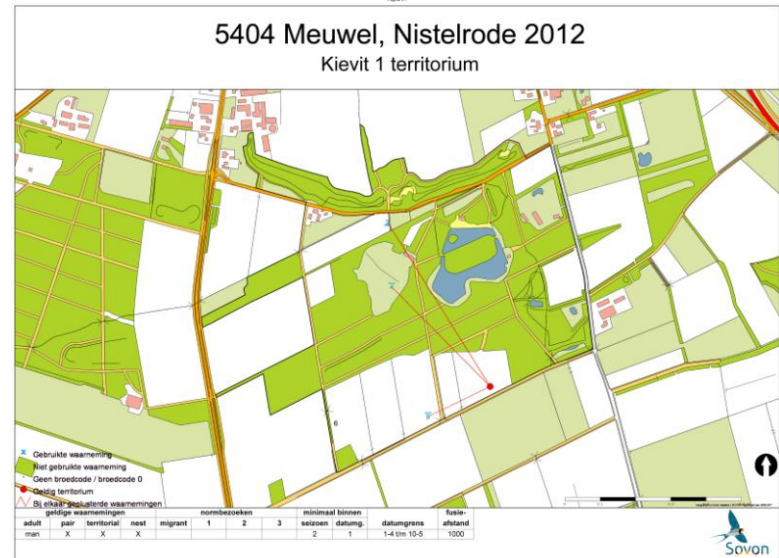 5404 Meuwel, Nistelrode 2012
Kievit 1 territorium
x Gebruikte waarneming
Niet gebruikte waarneming
- Geen broedcode / broedcode 0
Geldig territorium
Bij elkaar geclusterde waarnemingen
geldige waarnemingen normbezoeken minimaal binnen fusie-
adult pair territorial nest migrant 1 2 3 seizoen datumg. datumgrens afstand
man X X X 2 1 1-4 t/m 10-5 1000
Sovon